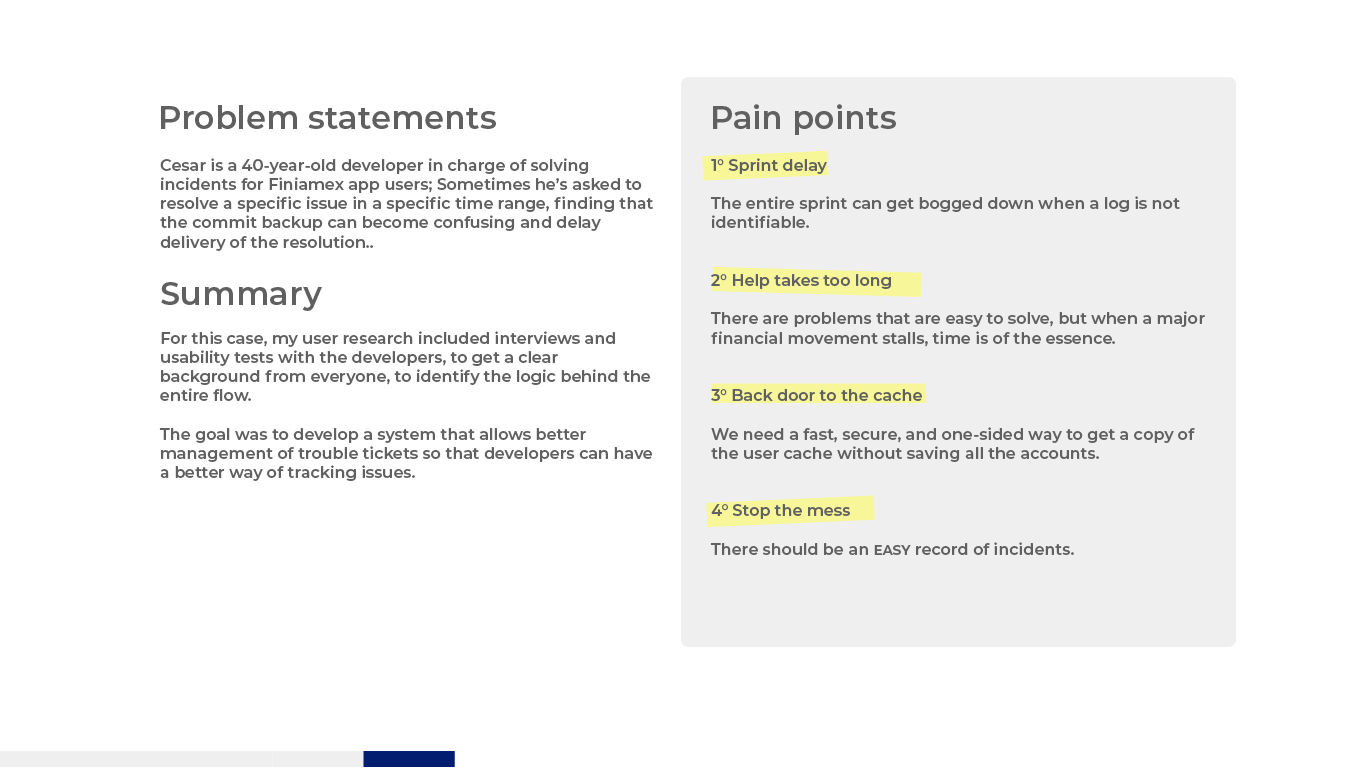 Problem statements
Cesar is a 40-year-old developer in charge of solving
incidents for Finiamex app users; Sometimes he’s asked to
resolve a specific issue in a specific time range, finding that
the commit backup can become confusing and delay
delivery of the resolution..
Summary
For this case, my user research included interviews and
usability tests with the developers, to get a clear
background from everyone, to identify the logic behind the
entire flow.
The goal was to develop a system that allows better
management of trouble tickets so that developers can have
a better way of tracking issues.
Pain points
1° Sprint delay
The entire sprint can get bogged down when a log is not
identifiable.
2° Help takes too long
There are problems that are easy to solve, but when a major
financial movement stalls, time is of the essence.
3° Back door to the cache
We need a fast, secure, and one-sided way to get a copy of
the user cache without saving all the accounts.
4° Stop the mess
There should be an EASY record of incidents.